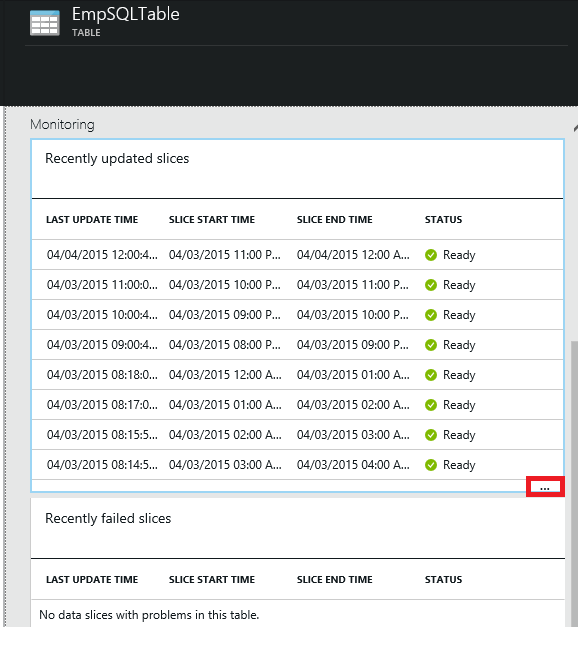 EmpSQLTable
TABLE
Monitoring
Recently updated slices
LAST UPDATE TIME SLICE START TIME SLICE END TIME STATUS
04/04/2015 12:00:4... 04/03/2015 11:00 P... 04/04/2015 12:00 A... Ready
04/03/2015 11:00:0... 04/03/2015 10:00 P... 04/03/2015 11:00 P... Ready
04/03/2015 10:00:4... 04/03/2015 09:00 P... 04/03/2015 10:00 P... Ready
04/03/2015 09:00:4... 04/03/2015 08:00 P... 04/03/2015 09:00 P... Ready
04/03/2015 08:18:0... 04/03/2015 12:00 A... 04/03/2015 01:00 A... Ready
04/03/2015 08:17:0... 04/03/2015 01:00 A... 04/03/2015 02:00 A... Ready
04/03/2015 08:15:5... 04/03/2015 02:00 A... 04/03/2015 03:00 A... Ready
04/03/2015 08:14:5... 04/03/2015 03:00 A... 04/03/2015 04:00 A... Ready
...
Recently failed slices
LAST UPDATE TIME SLICE START TIME SLICE END TIME STATUS
No data slices with problems in this table.